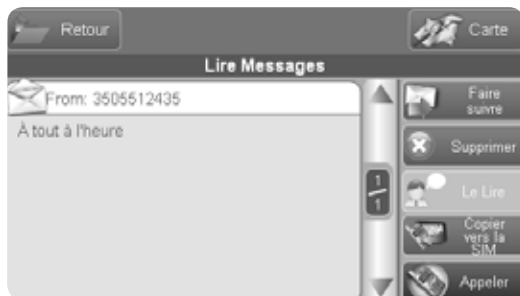 Retour
Carte
Lire Messages
From: 3505512435
À tout à l'heure
1
1
Faire
suivre
Supprimer
Le Lire
Copier
vers la
SIM
Appeler